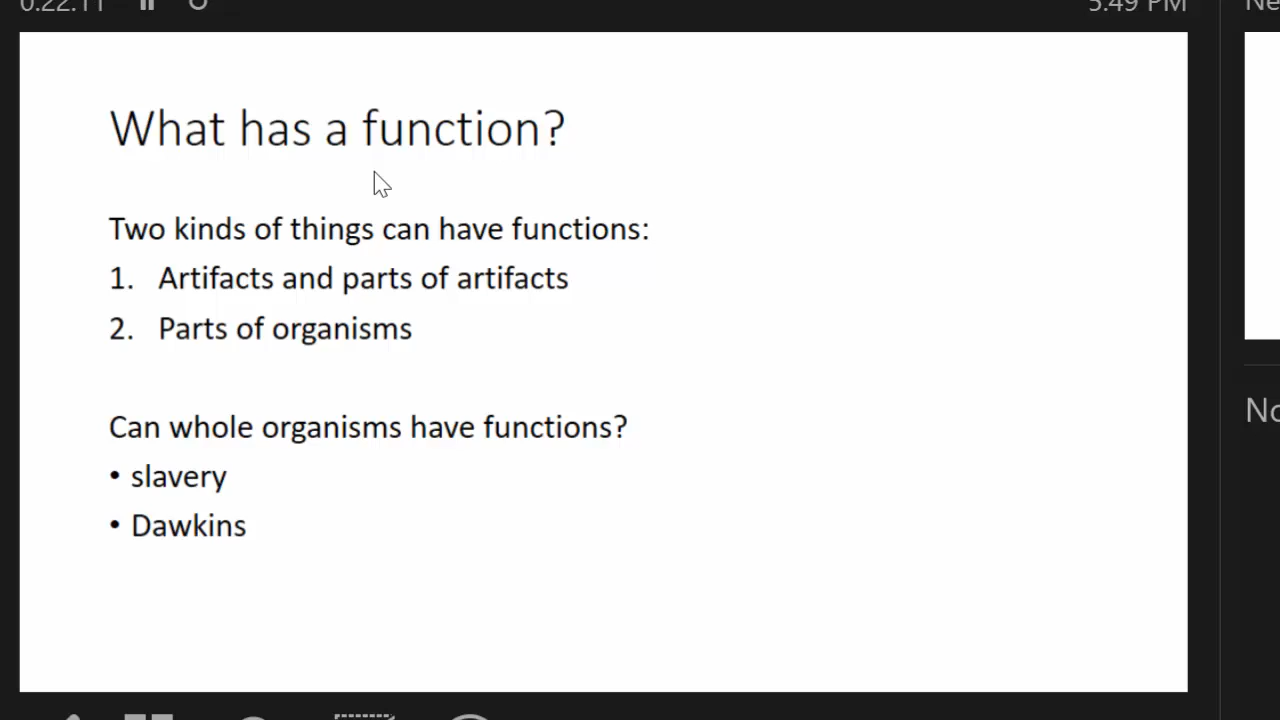 0:22:11
5:49 PM
What has a function?
Two kinds of things can have functions:
1. Artifacts and parts of artifacts
2. Parts of organisms
Can whole organisms have functions?
• slavery
• Dawkins